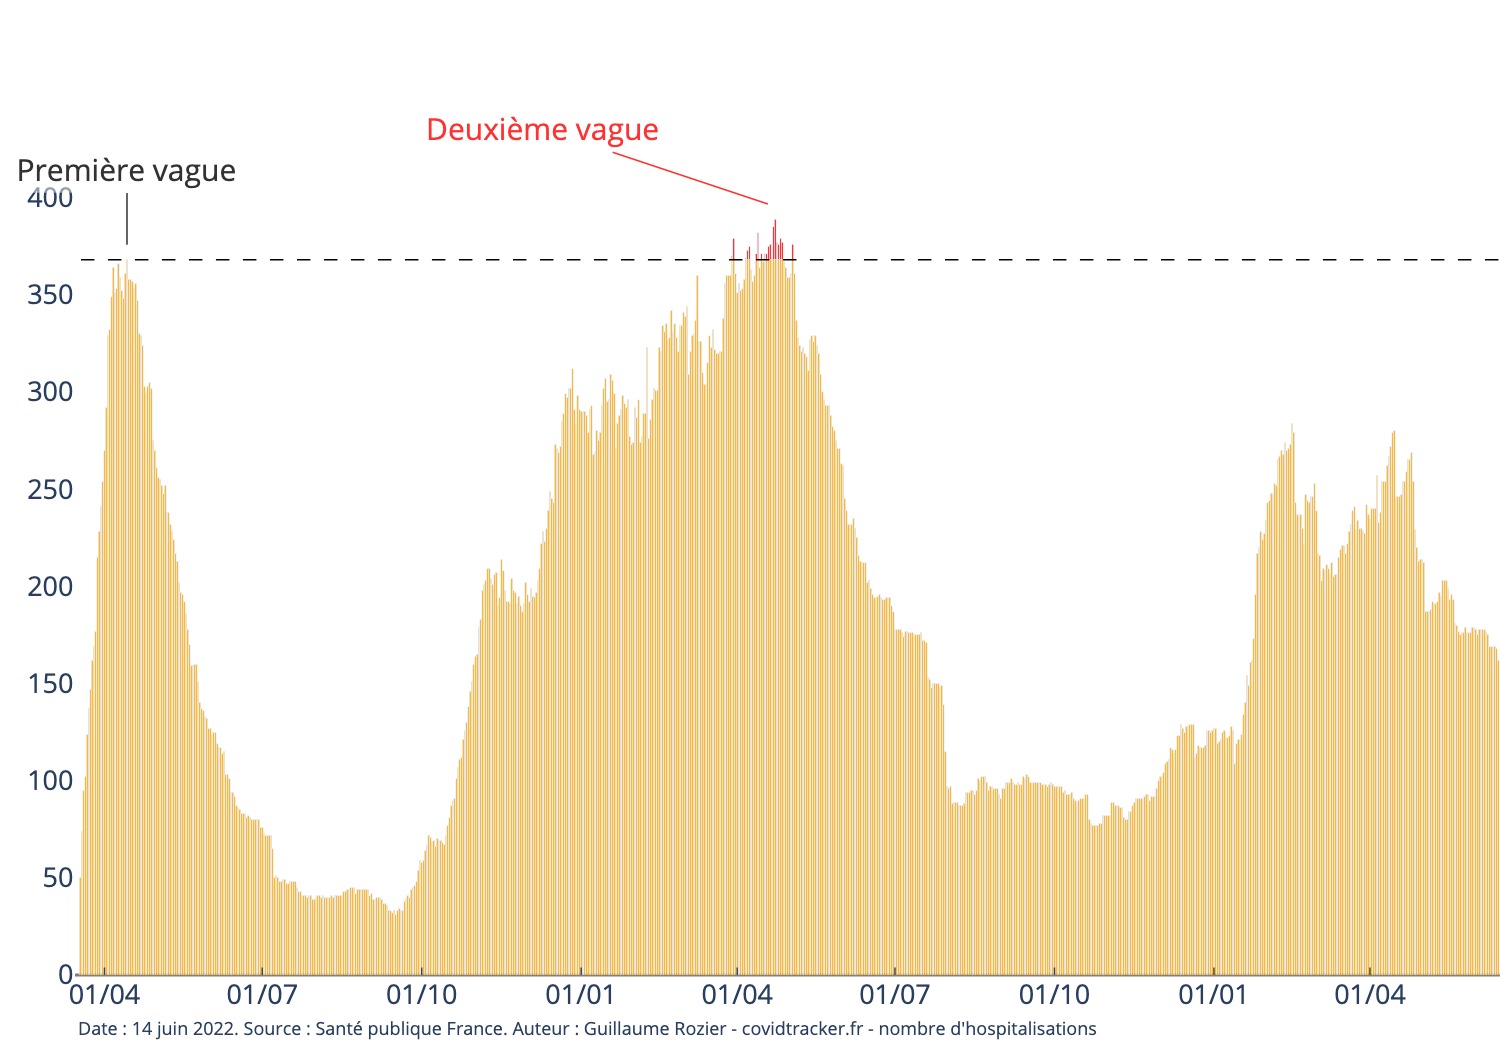 Deuxième vague
Première vague
400
350
300
250
200
150
100
50
0
01/04 01/07 01/10 01/01 01/04 01/07 01/10 01/01 01/04
Date : 14 juin 2022. Source : Santé publique France. Auteur : Guillaume Rozier - covidtracker.fr - nombre d'hospitalisations